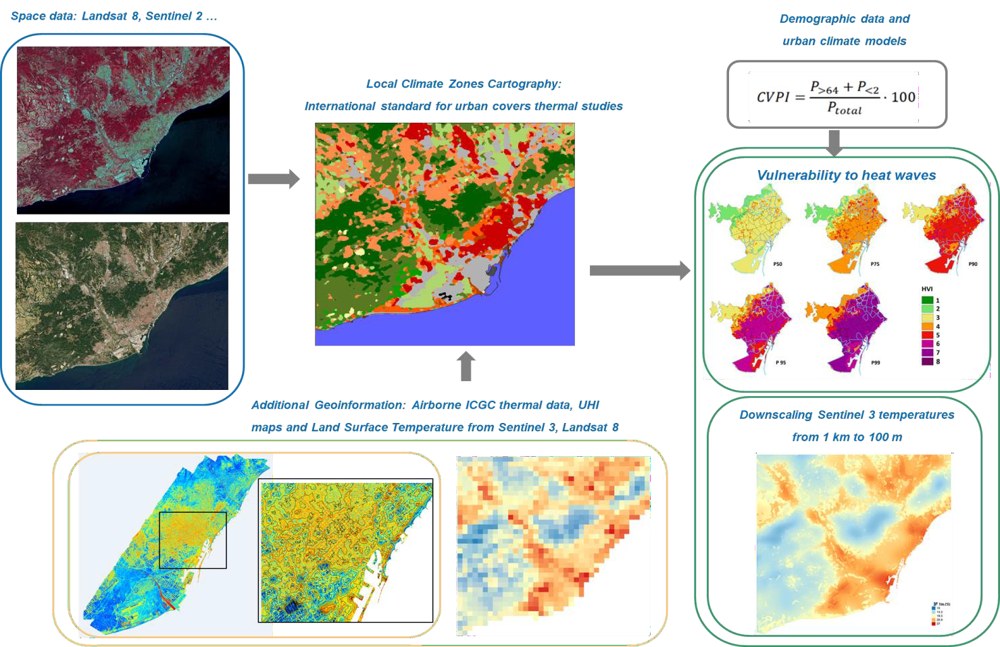 Space data: Landsat 8, Sentinel 2 …
Demographic data and
urban climate models
CVPI = (P>64 + P<2) / Ptotal · 100
Local Climate Zones Cartography:
International standard for urban covers thermal studies
Vulnerability to heat waves
P50
P75
P90
HVI
1
2
3
4
5
6
7
8
P 95
P99
Additional Geoinformation: Airborne ICGC thermal data, UHI
maps and Land Surface Temperature from Sentinel 3, Landsat 8
Downscaling Sentinel 3 temperatures
from 1 km to 100 m